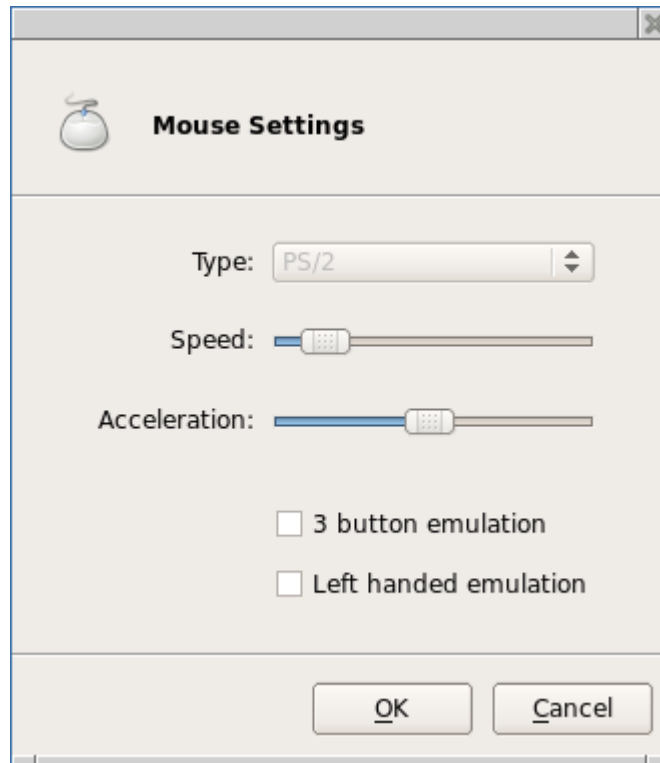 Mouse Settings
Type: PS/2
Speed:
Acceleration:
3 button emulation
Left handed emulation
OK Cancel